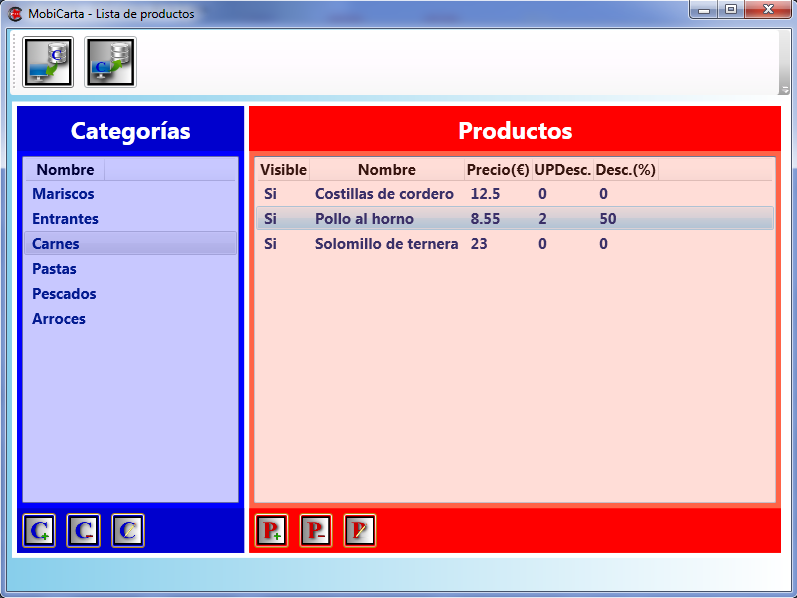 MobiCarta - Lista de productos
C C
Categorías
Nombre
Mariscos
Entrantes
Carnes
Pastas
Pescados
Arroces
C+ C- C
Productos
Visible Nombre Precio(€) UPDesc. Desc.(%)
Si Costillas de cordero 12.5 0 0
Si Pollo al horno 8.55 2 50
Si Solomillo de ternera 23 0 0
P+ P- P